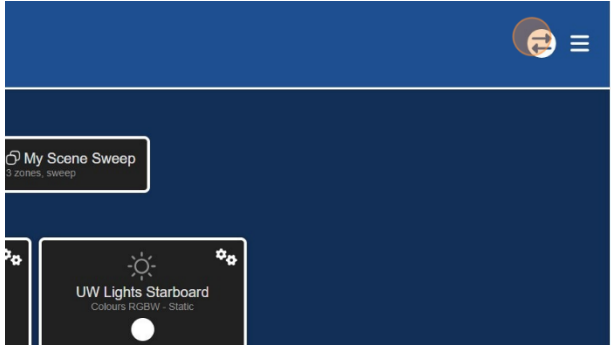 My Scene Sweep
3 zones, sweep
UW Lights Starboard
Colours RGBW - Static